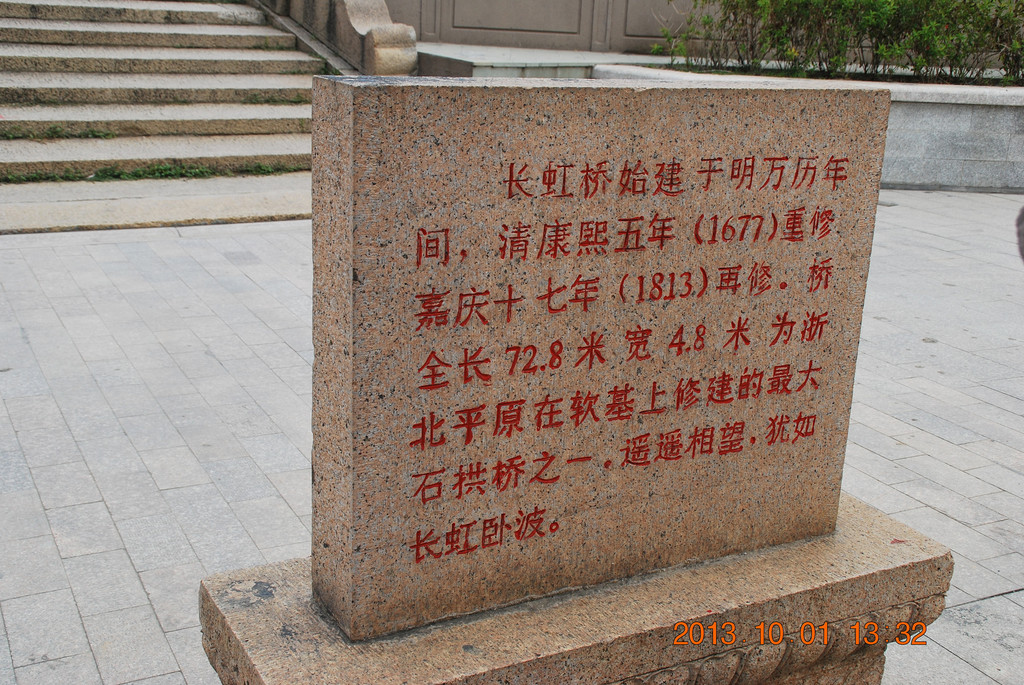 长虹桥始建于明万历年
间，清康熙五年(1677)重修
嘉庆十七年(1813)再修。桥
全长72.8米宽4.8米为浙
北平原在软基上修建的最大
石拱桥之一。遥遥相望，犹如
长虹卧波。
2013.10.01 13:32